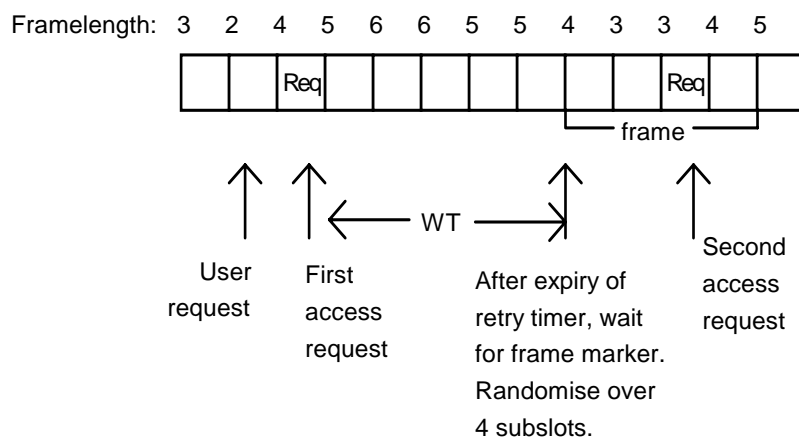 Framelength: 3 2 4 5 6 6 5 5 4 3 3 4 5
Req Req
frame
WT
User
request
First
access
request
After expiry of
retry timer, wait
for frame marker.
Randomise over
4 subslots.
Second
access
request